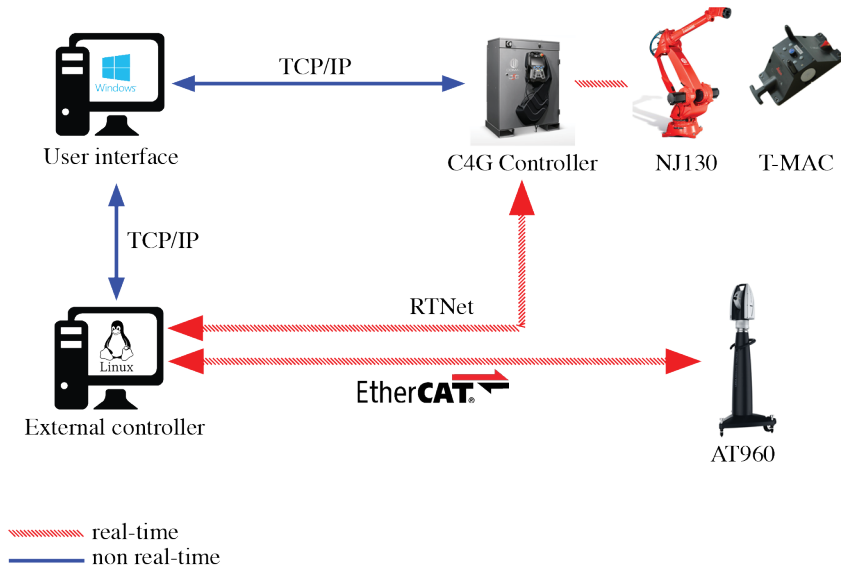 TCP/IP
Windows
User interface
C4G Controller
NJ130
T-MAC
TCP/IP
RTNet
Linux
EtherCAT®
External controller
AT960
real-time
non real-time